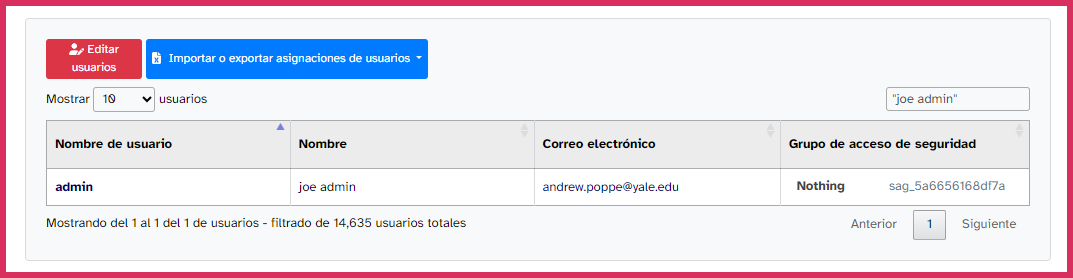 Editar
usuarios
Importar o exportar asignaciones de usuarios
Mostrar 10 usuarios
"joe admin"
Nombre de usuario Nombre Correo electrónico Grupo de acceso de seguridad
admin joe admin andrew.poppe@yale.edu Nothing sag_5a6656168df7a
Mostrando del 1 al 1 del 1 de usuarios - filtrado de 14,635 usuarios totales
Anterior 1 Siguiente